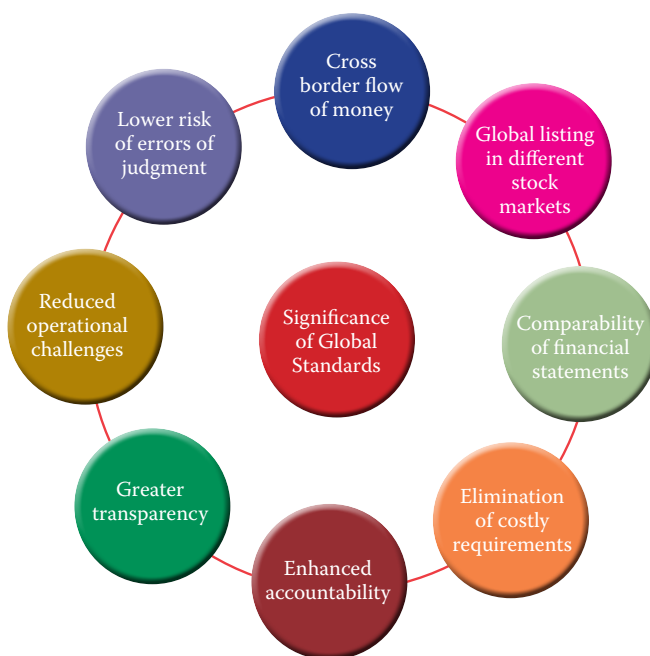 Cross
border flow
of money
Global listing
in different
stock
markets
Comparability
of financial
statements
Elimination
of costly
requirements
Enhanced
accountability
Greater
transparency
Reduced
operational
challenges
Lower risk
of errors of
judgment
Significance
of Global
Standards